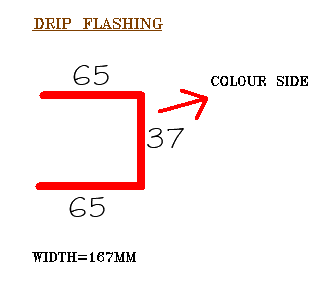 DRIP FLASHING
65
COLOUR SIDE
37
65
WIDTH=167MM